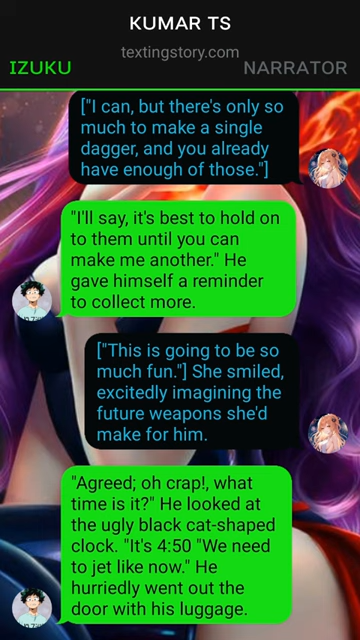 KUMAR TS
textingstory.com
IZUKU
NARRATOR
["I can, but there's only so
much to make a single
dagger, and you already
have enough of those."]
"I'll say, it's best to hold on
to them until you can
make me another." He
gave himself a reminder
to collect more.
["This is going to be so
much fun."] She smiled,
excitedly imagining the
future weapons she'd
make for him.
"Agreed; oh crap!, what
time is it?" He looked at
the ugly black cat-shaped
clock. "It's 4:50 "We need
to jet like now." He
hurriedly went out the
door with his luggage.